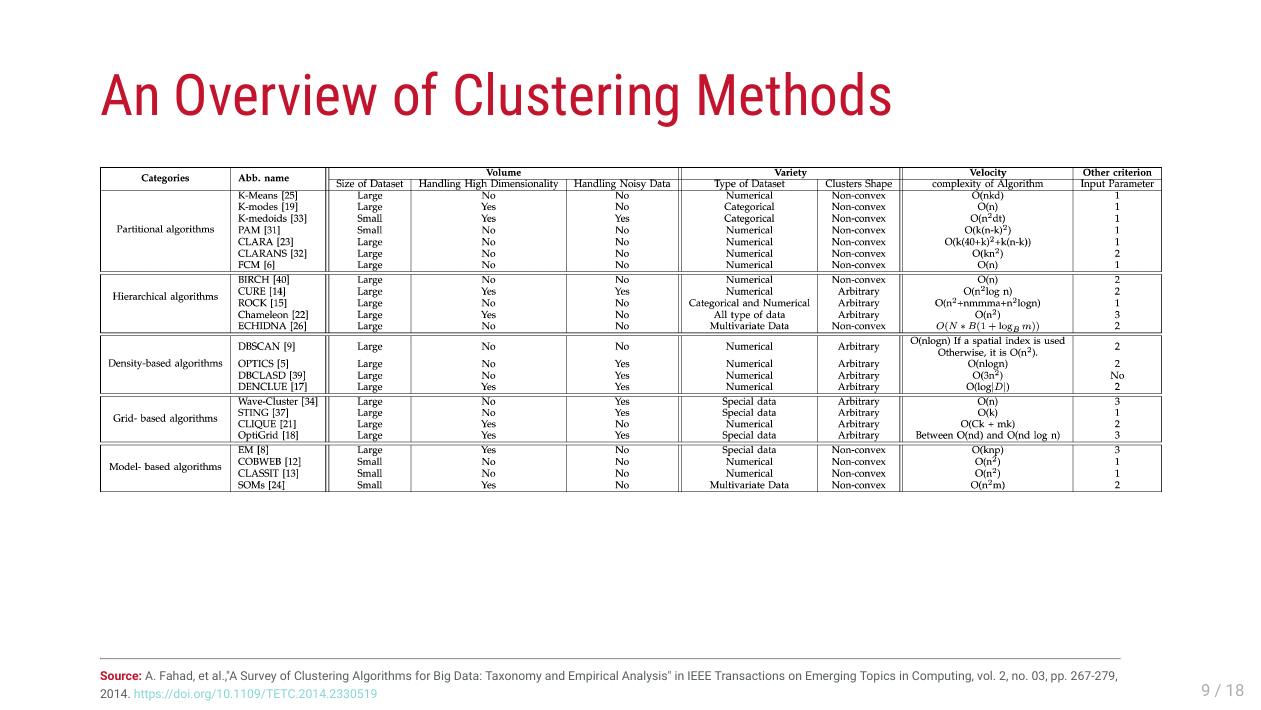 An Overview of Clustering Methods
Categories Abb. name Volume Variety Velocity Other criterion
Size of Dataset Handling High Dimensionality Handling Noisy Data Type of Dataset Clusters Shape complexity of Algorithm Input Parameter
Partitional algorithms
K-Means [25] Large No No Numerical Non-convex O(nkd) 1
K-modes [19] Large Yes No Categorical Non-convex O(n) 1
K-medoids [33] Small Yes Yes Categorical Non-convex O(n²dt) 1
PAM [31] Small No No Numerical Non-convex O(k(n-k)²) 1
CLARA [23] Large No No Numerical Non-convex O(k(40+k)²+k(n-k)) 1
CLARANS [32] Large No No Numerical Non-convex O(kn²) 2
FCM [6] Large No No Numerical Non-convex O(n) 1
Hierarchical algorithms
BIRCH [40] Large No No Numerical Non-convex O(n) 2
CURE [14] Large Yes Yes Numerical Arbitrary O(n²log n) 2
ROCK [15] Large No No Categorical and Numerical Arbitrary O(n²+nmmma+n²logn) 1
Chameleon [22] Large Yes No All type of data Arbitrary O(n²) 3
ECHIDNA [26] Large No No Multivariate Data Non-convex O(N ∗ B(1 + log_B m)) 2
Density-based algorithms
DBSCAN [9] Large No No Numerical Arbitrary O(nlogn) If a spatial index is used
Otherwise, it is O(n²). 2
OPTICS [5] Large No Yes Numerical Arbitrary O(nlogn) 2
DBCLASD [39] Large No Yes Numerical Arbitrary O(3n²) No
DENCLUE [17] Large Yes Yes Numerical Arbitrary O(log|D|) 2
Grid- based algorithms
Wave-Cluster [34] Large No Yes Special data Arbitrary O(n) 3
STING [37] Large No Yes Special data Arbitrary O(k) 1
CLIQUE [21] Large Yes No Numerical Arbitrary O(Ck + mk) 2
OptiGrid [18] Large Yes Yes Special data Arbitrary Between O(nd) and O(nd log n) 3
Model- based algorithms
EM [8] Large Yes No Special data Non-convex O(knp) 3
COBWEB [12] Small No No Numerical Non-convex O(n²) 1
CLASSIT [13] Small No No Numerical Non-convex O(n²) 1
SOMs [24] Small Yes No Multivariate Data Non-convex O(n²m) 2
Source: A. Fahad, et al.,"A Survey of Clustering Algorithms for Big Data: Taxonomy and Empirical Analysis" in IEEE Transactions on Emerging Topics in Computing, vol. 2, no. 03, pp. 267-279,
2014. https://doi.org/10.1109/TETC.2014.2330519
9 / 18